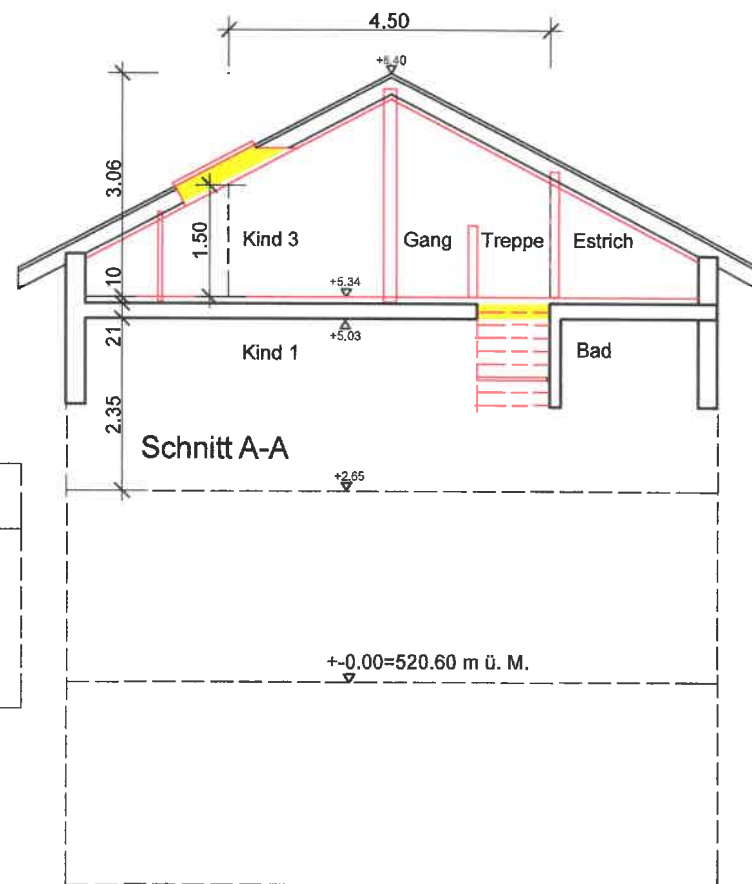 4.50
+8.40
3.06
1.50
Kind 3
Gang
Treppe
Estrich
10
+5.34
21
+5.03
Kind 1
Bad
2.35
Schnitt A-A
+2.65
+-0.00=520.60 m ü. M.